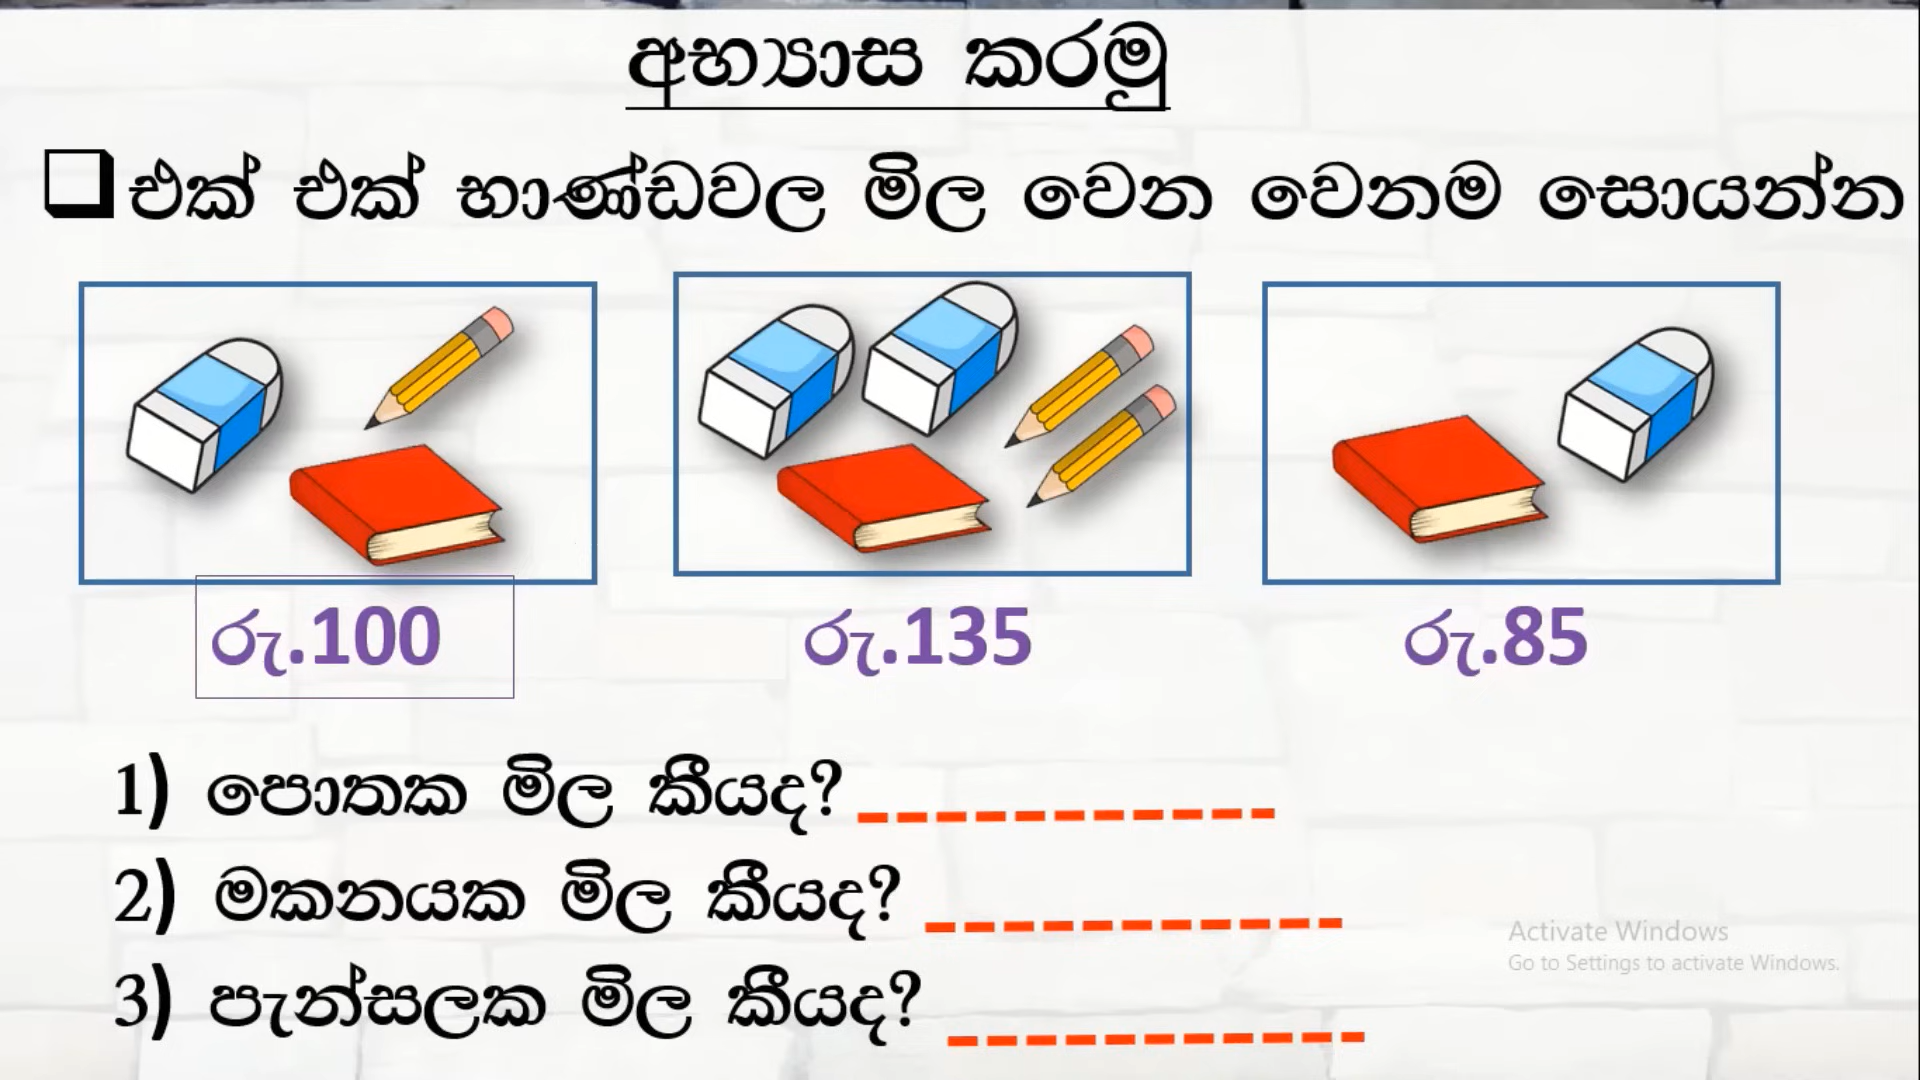 අභ්‍යාස කරමු
එක් එක් භාණ්ඩවල මිල වෙන වෙනම සොයන්න
රු.100 රු.135 රු.85
1) පොතක මිල කීයද?
2) මකනයක මිල කීයද?
3) පැන්සලක මිල කීයද?
Activate Windows
Go to Settings to activate Windows.